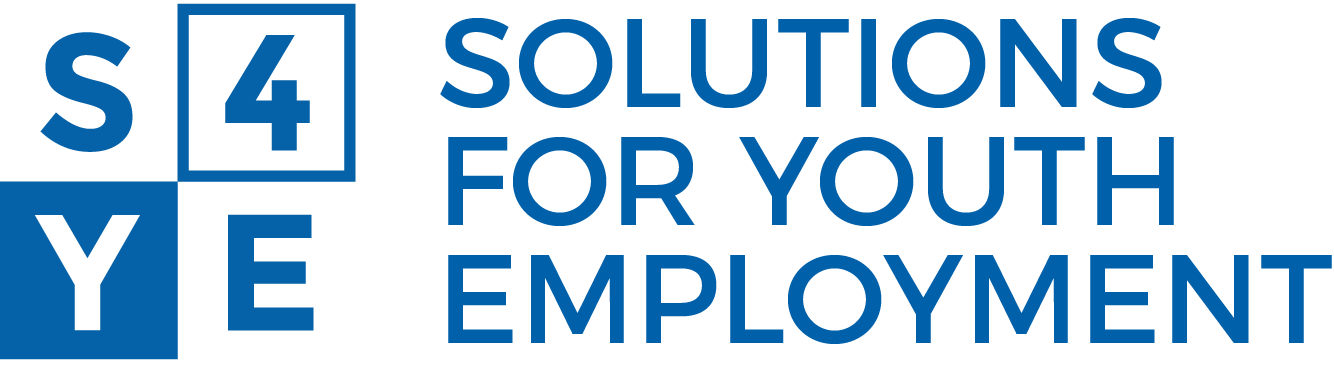 S4
YE
SOLUTIONS
FOR YOUTH
EMPLOYMENT